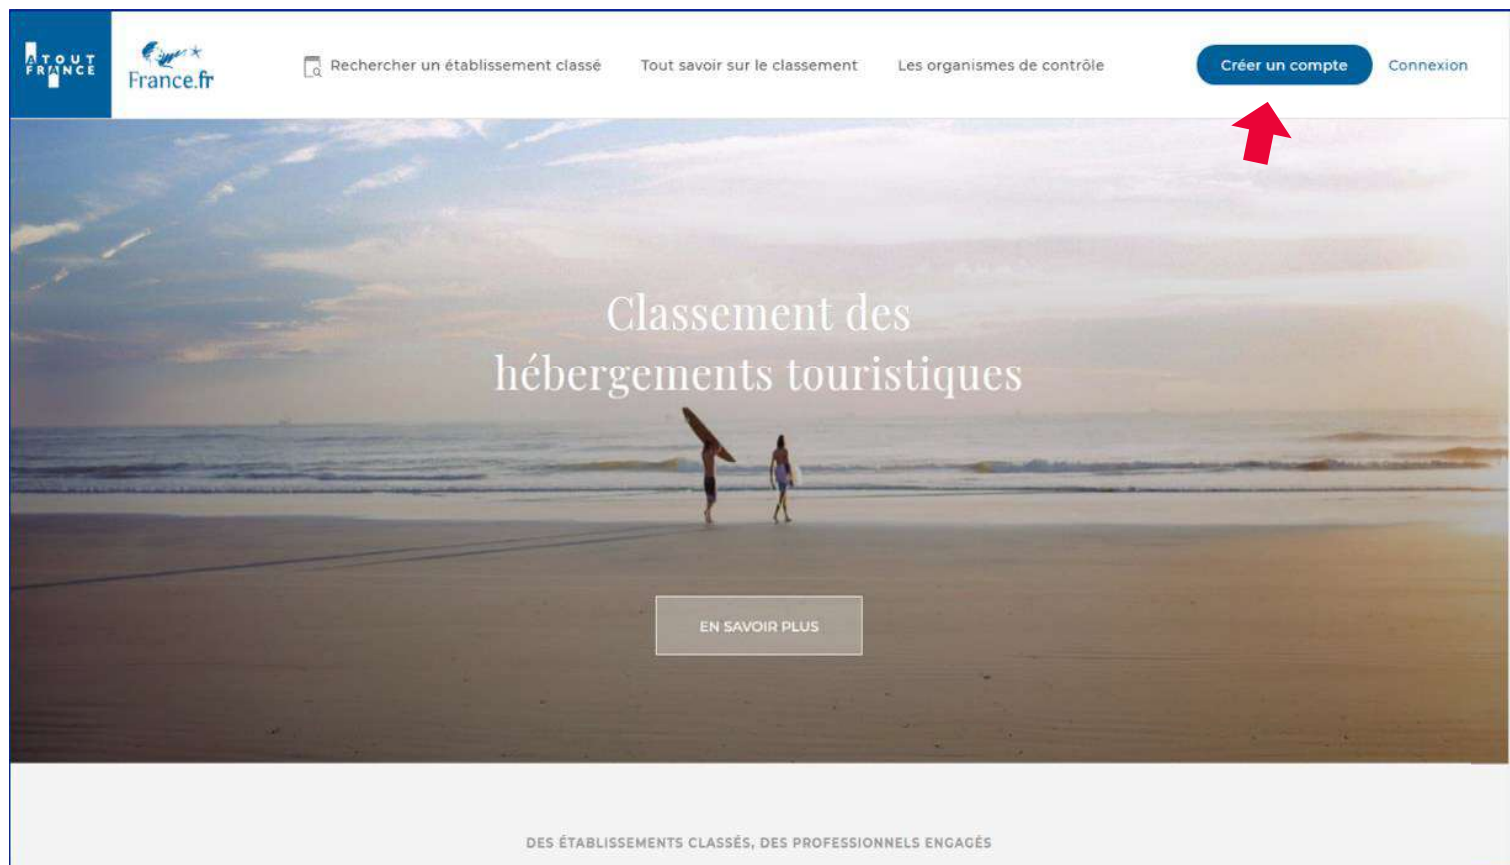 ATOUT
FRANCE
France.fr
Rechercher un établissement classé
Tout savoir sur le classement
Les organismes de contrôle
Créer un compte
Connexion
Classement des
hébergements touristiques
EN SAVOIR PLUS
DES ÉTABLISSEMENTS CLASSÉS, DES PROFESSIONNELS ENGAGÉS